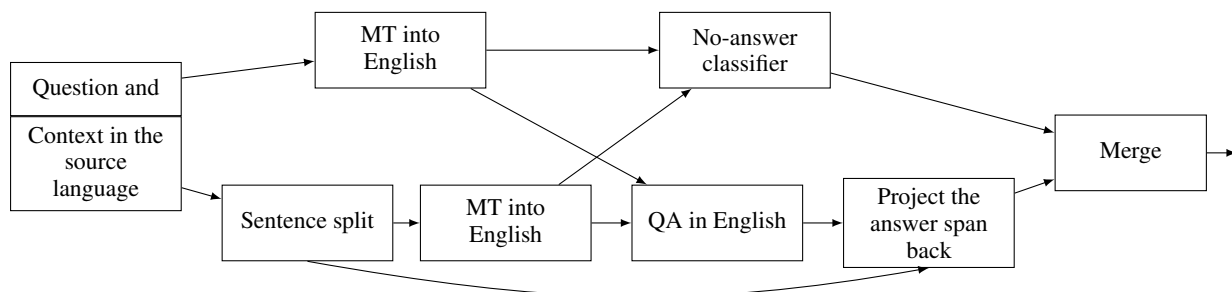 Question and
Context in the
source
language
MT into
English
No-answer
classifier
Sentence split
MT into
English
QA in English
Project the
answer span
back
Merge